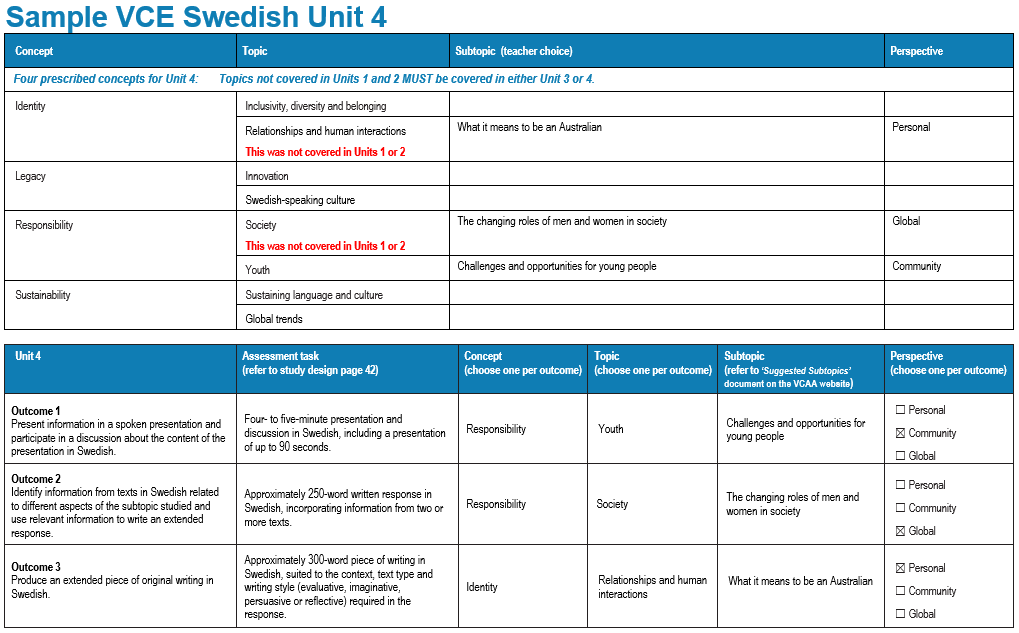 Sample VCE Swedish Unit 4
Concept
Topic
Subtopic (teacher choice)
Perspective
Four prescribed concepts for Unit 4: Topics not covered in Units 1 and 2 MUST be covered in either Unit 3 or 4.
Identity
Inclusivity, diversity and belonging
Relationships and human interactions
This was not covered in Units 1 or 2
What it means to be an Australian
Personal
Legacy
Innovation
Swedish-speaking culture
Responsibility
Society
This was not covered in Units 1 or 2
The changing roles of men and women in society
Global
Youth
Challenges and opportunities for young people
Community
Sustainability
Sustaining language and culture
Global trends
Unit 4
Assessment task
(refer to study design page 42)
Concept
(choose one per outcome)
Topic
(choose one per outcome)
Subtopic
(refer to ‘Suggested Subtopics’
document on the VCAA website)
Perspective
(choose one per outcome)
Outcome 1
Present information in a spoken presentation and
participate in a discussion about the content of the
presentation in Swedish.
Four- to five-minute presentation and
discussion in Swedish, including a presentation
of up to 90 seconds.
Responsibility
Youth
Challenges and opportunities for
young people
☐ Personal
☒ Community
☐ Global
Outcome 2
Identify information from texts in Swedish related
to different aspects of the subtopic studied and
use relevant information to write an extended
response.
Approximately 250-word written response in
Swedish, incorporating information from two or
more texts.
Responsibility
Society
The changing roles of men and
women in society
☐ Personal
☐ Community
☒ Global
Outcome 3
Produce an extended piece of original writing in
Swedish.
Approximately 300-word piece of writing in
Swedish, suited to the context, text type and
writing style (evaluative, imaginative,
persuasive or reflective) required in the
response.
Identity
Relationships and human
interactions
What it means to be an Australian
☒ Personal
☐ Community
☐ Global